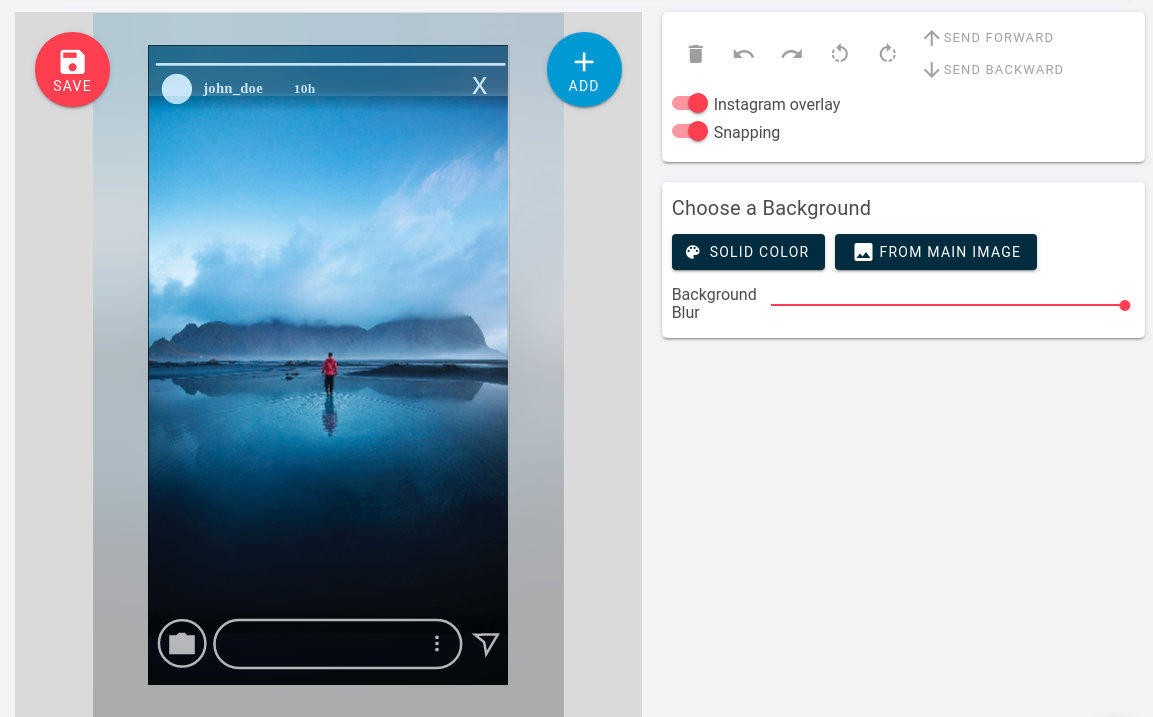 SAVE
john_doe 10h X
ADD
SEND FORWARD
SEND BACKWARD
Instagram overlay
Snapping
Choose a Background
SOLID COLOR
FROM MAIN IMAGE
Background
Blur